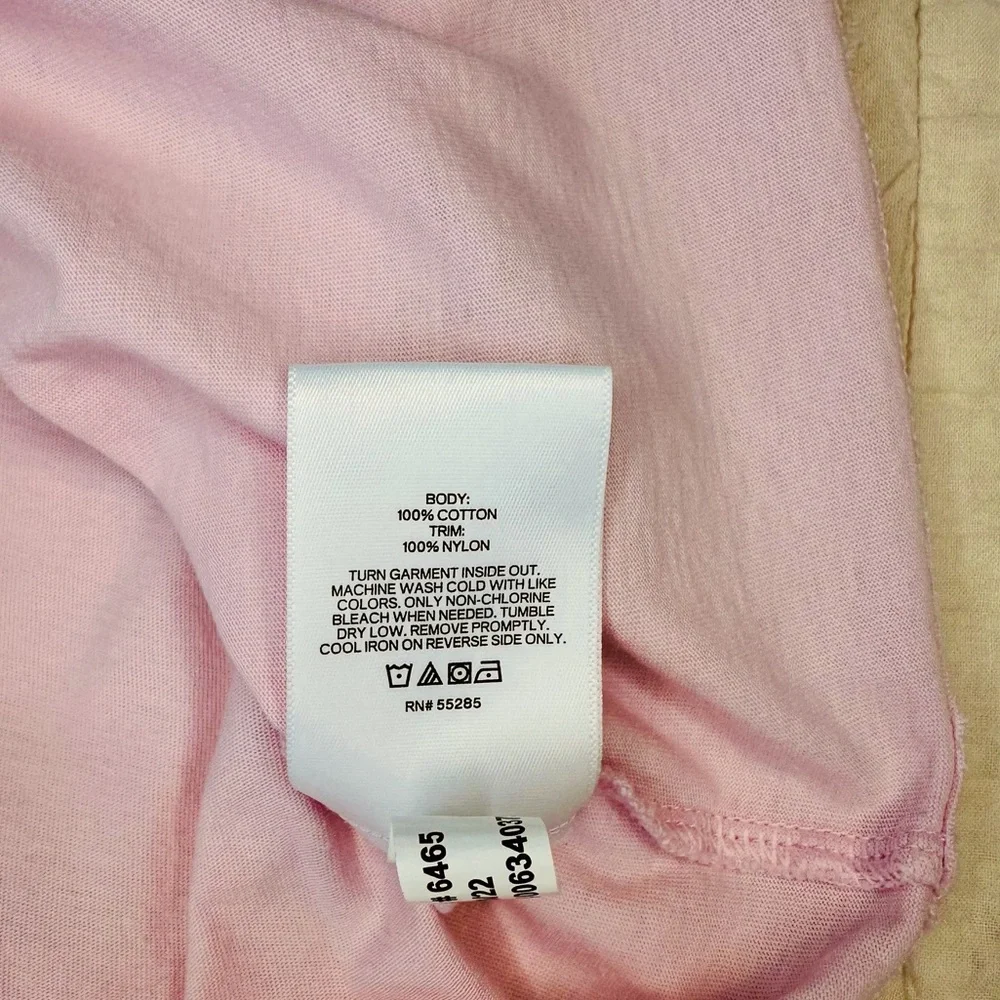 BODY:
100% COTTON
TRIM:
100% NYLON
TURN GARMENT INSIDE OUT.
MACHINE WASH COLD WITH LIKE
COLORS. ONLY NON-CHLORINE
BLEACH WHEN NEEDED. TUMBLE
DRY LOW. REMOVE PROMPTLY.
COOL IRON ON REVERSE SIDE ONLY.
RN# 55285
#6465